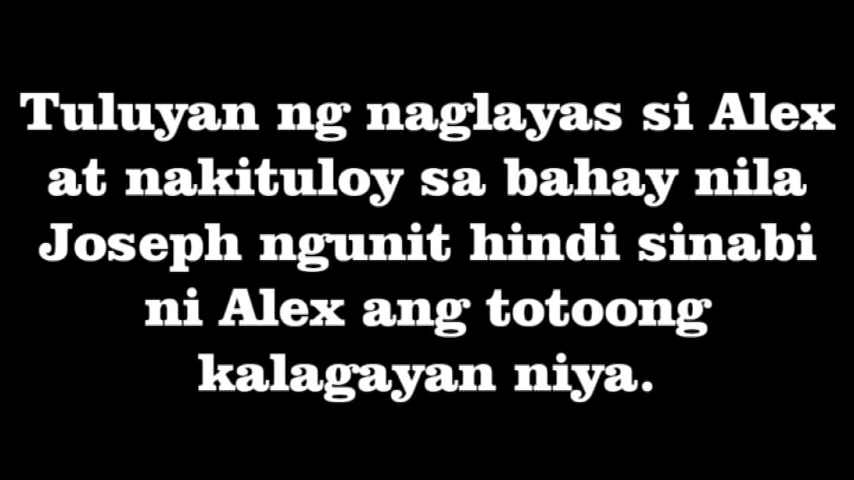 Tuluyan ng naglayas si Alex
at nakituloy sa bahay nila
Joseph ngunit hindi sinabi
ni Alex ang totoong
kalagayan niya.